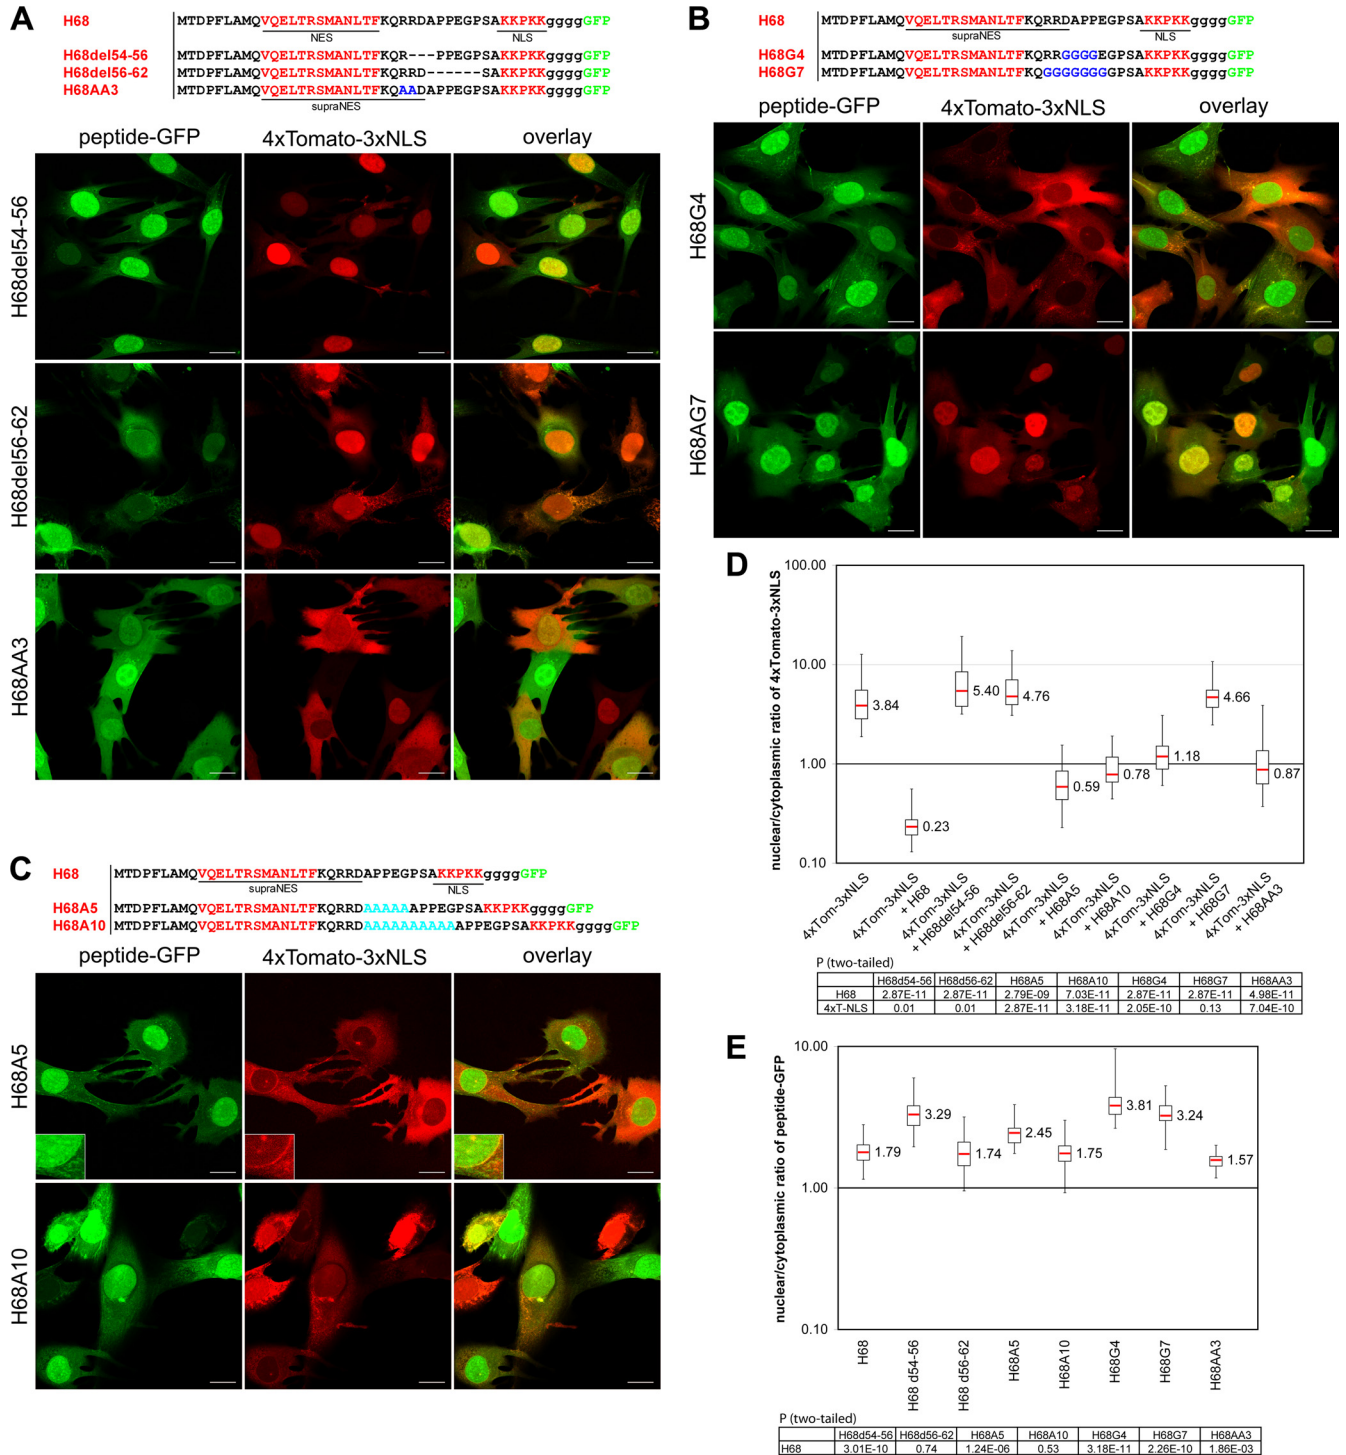 A
H68 MTDPFLAMQVQELTRSMANLTFKQRRDAPPEGPSAKKPKKggggGFP
NES NLS
H68del54-56 MTDPFLAMQVQELTRSMANLTFKQR---PPEGPSAKKPKKggggGFP
H68del56-62 MTDPFLAMQVQELTRSMANLTFKQRRD------SAKKPKKggggGFP
H68AA3 MTDPFLAMQVQELTRSMANLTFKQAADAPPEGPSAKKPKKggggGFP
supraNES
peptide-GFP 4xTomato-3xNLS overlay
H68del54-56
H68del56-62
H68AA3
B
H68 MTDPFLAMQVQELTRSMANLTFKQRRDAPPEGPSAKKPKKggggGFP
supraNES NLS
H68G4 MTDPFLAMQVQELTRSMANLTFKQRRGGGGEGPSAKKPKKggggGFP
H68G7 MTDPFLAMQVQELTRSMANLTFKQGGGGGGGPSAKKPKKggggGFP
peptide-GFP 4xTomato-3xNLS overlay
H68G4
H68AG7
C
H68 MTDPFLAMQVQELTRSMANLTFKQRRDAPPEGPSAKKPKKggggGFP
supraNES NLS
H68A5 MTDPFLAMQVQELTRSMANLTFKQRRDAAAAAAPPEGPSAKKPKKggggGFP
H68A10 MTDPFLAMQVQELTRSMANLTFKQRRDAAAAAAAAAAAPPEGPSAKKPKKggggGFP
peptide-GFP 4xTomato-3xNLS overlay
H68A5
H68A10
D
nuclear/cytoplasmic ratio of 4xTomato-3xNLS
100.00
10.00
1.00
0.10
3.84
0.23
5.40
4.76
0.59
0.78
1.18
4.66
0.87
4xTom-3xNLS
4xTom-3xNLS
+ H68
4xTom-3xNLS
+ H68del54-56
4xTom-3xNLS
+ H68del56-62
4xTom-3xNLS
+ H68A5
4xTom-3xNLS
+ H68A10
4xTom-3xNLS
+ H68G4
4xTom-3xNLS
+ H68G7
4xTom-3xNLS
+ H68AA3
P (two-tailed)
H68d54-56 H68d56-62 H68A5 H68A10 H68G4 H68G7 H68AA3
H68 2.87E-11 2.87E-11 2.79E-09 7.03E-11 2.87E-11 2.87E-11 4.98E-11
4xT-NLS 0.01 0.01 2.87E-11 3.18E-11 2.05E-10 0.13 7.04E-10
E
nuclear/cytoplasmic ratio of peptide-GFP
10.00
1.00
0.10
1.79
3.29
1.74
2.45
1.75
3.81
3.24
1.57
H68
H68 d54-56
H68 d56-62
H68A5
H68A10
H68G4
H68G7
H68AA3
P (two-tailed)
H68d54-56 H68d56-62 H68A5 H68A10 H68G4 H68G7 H68AA3
H68 3.01E-10 0.74 1.24E-06 0.53 3.18E-11 2.26E-10 1.86E-03